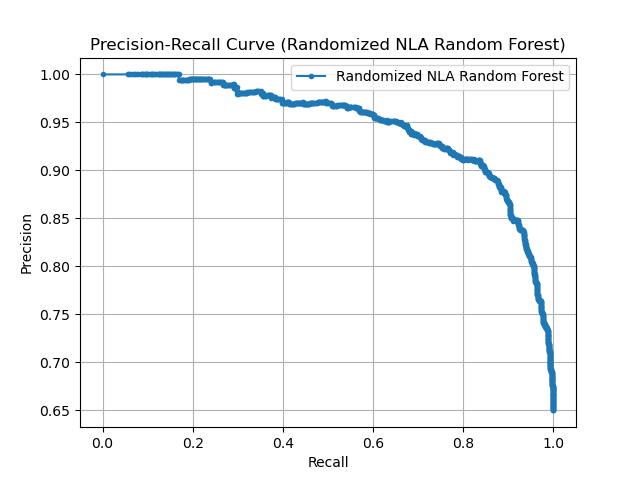 Precision-Recall Curve (Randomized NLA Random Forest)
Randomized NLA Random Forest
1.00
0.95
0.90
0.85
0.80
0.75
0.70
0.65
Precision
0.0 0.2 0.4 0.6 0.8 1.0
Recall